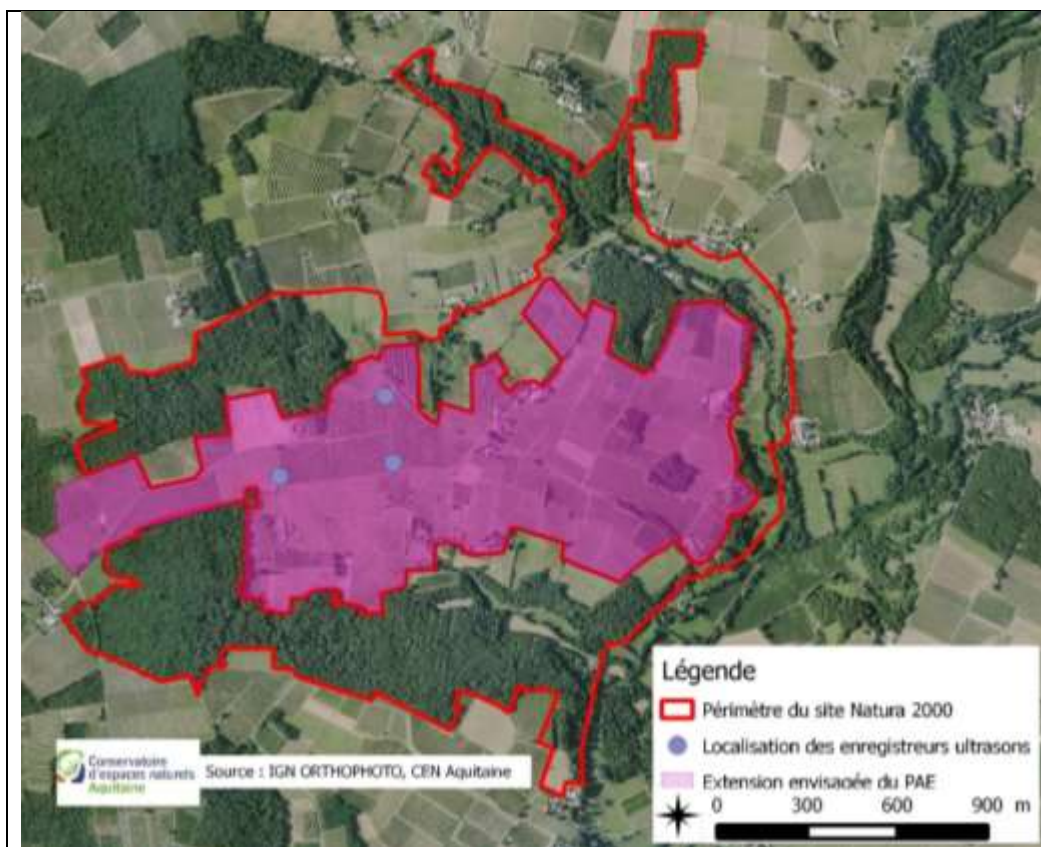 Légende
Périmètre du site Natura 2000
Localisation des enregistreurs ultrasons
Extension envisagée du PAE
0 300 600 900 m
Conservatoire
d'espaces naturels
Aquitaine
Source : IGN ORTHOPHOTO, CEN Aquitaine